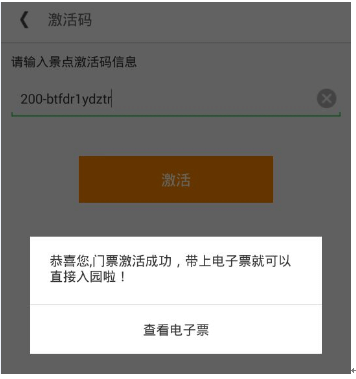 激活码
请输入景点激活码信息
200-btfdr1ydztr
激活
恭喜您,门票激活成功，带上电子票就可以
直接入园啦！
查看电子票